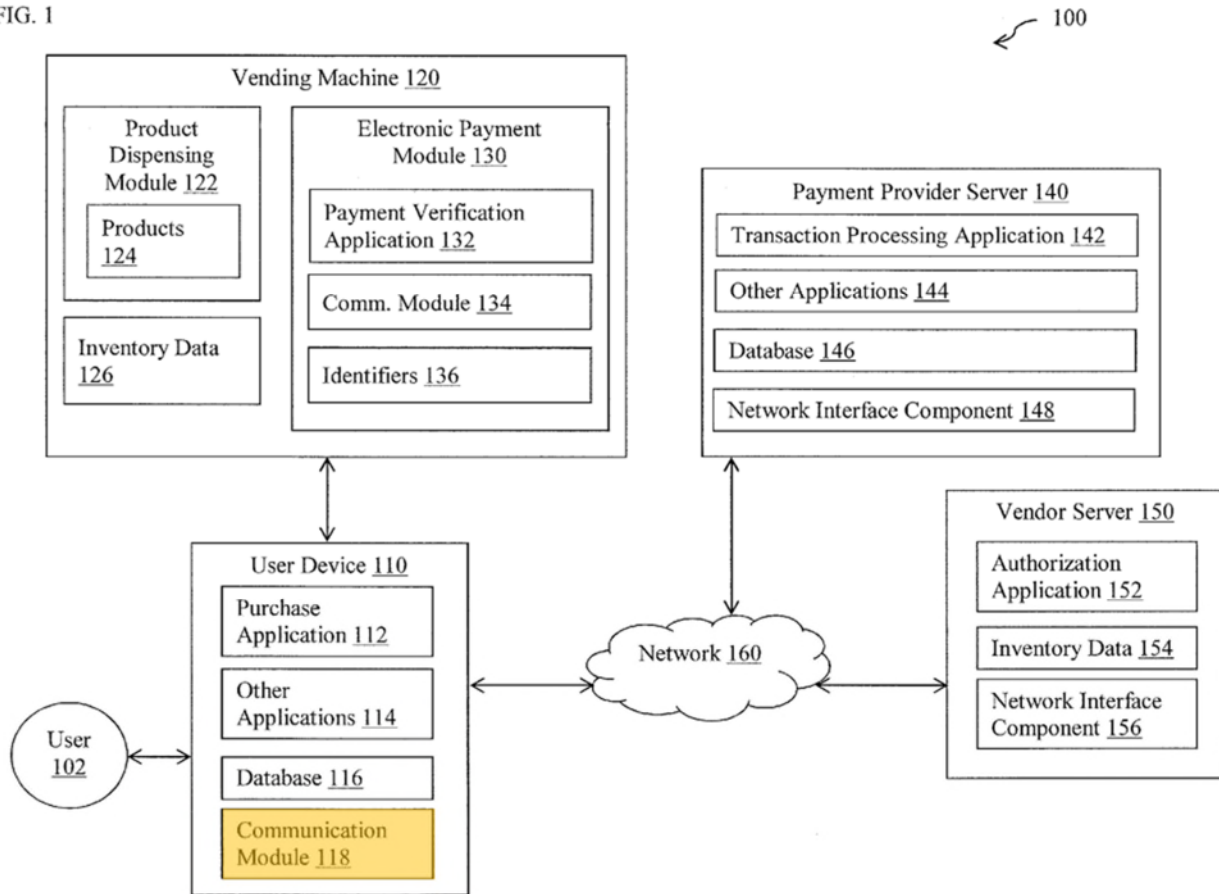 FIG. 1
100
Vending Machine 120
Product
Dispensing
Module 122
Products
124
Inventory Data
126
Electronic Payment
Module 130
Payment Verification
Application 132
Comm. Module 134
Identifiers 136
Payment Provider Server 140
Transaction Processing Application 142
Other Applications 144
Database 146
Network Interface Component 148
Vendor Server 150
Authorization
Application 152
Inventory Data 154
Network Interface
Component 156
User Device 110
Purchase
Application 112
Other
Applications 114
Database 116
Communication
Module 118
Network 160
User
102